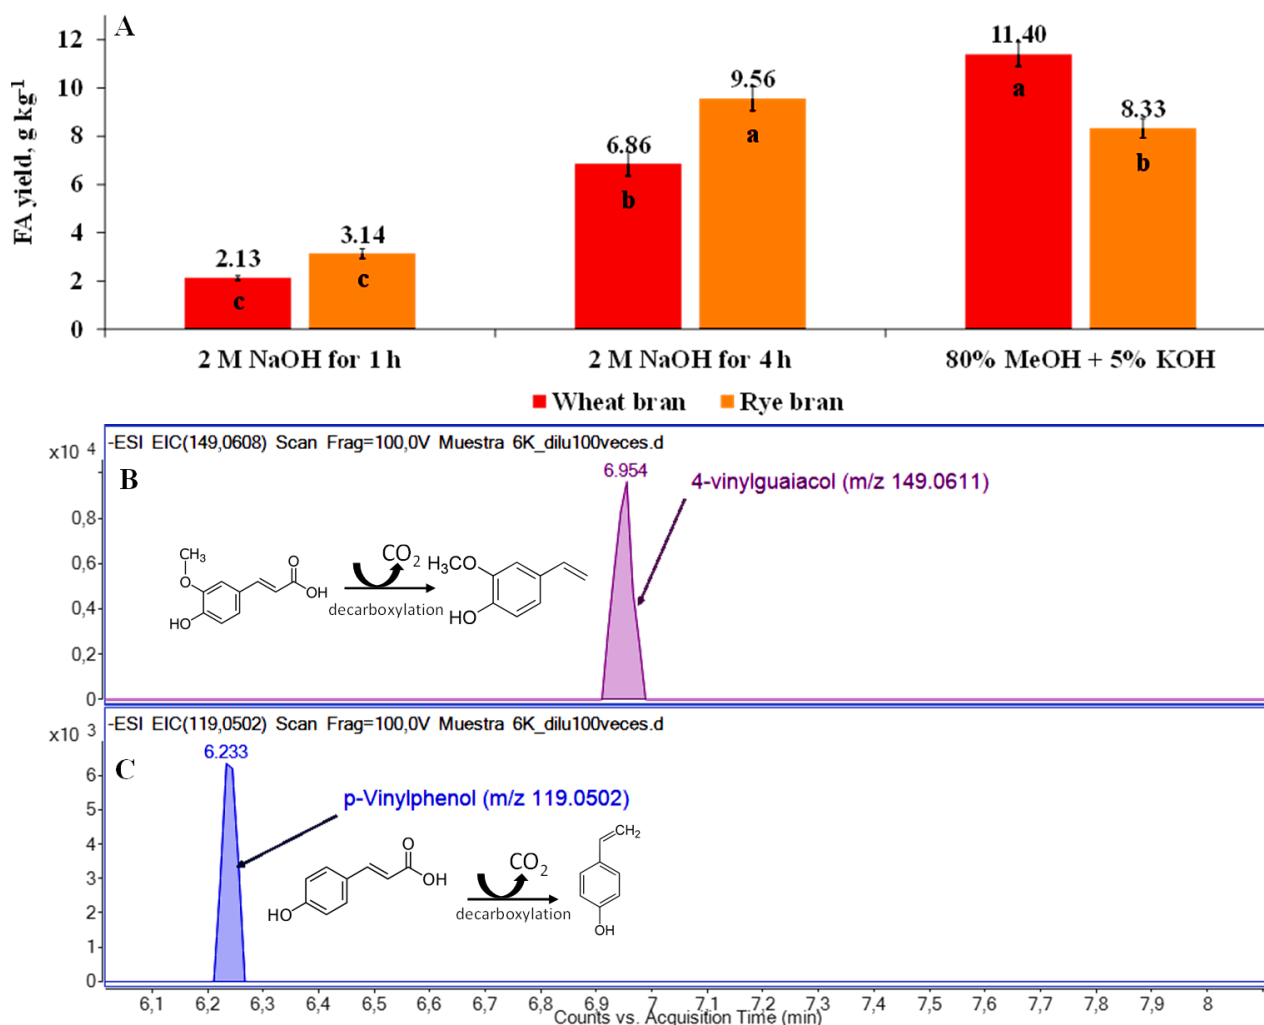 A
FA yield, g kg-1
12
10
8
6
4
2
0
2.13
c
3.14
c
6.86
b
9.56
a
11.40
a
8.33
b
2 M NaOH for 1 h
2 M NaOH for 4 h
80% MeOH + 5% KOH
Wheat bran
Rye bran
-ESI EIC(149,0608) Scan Frag=100,0V Muestra 6K_dilu100veces.d
x10 4
B
0,8
0,6
0,4
0,2
0
6.954
4-vinylguaiacol (m/z 149.0611)
CH3
O
O
OH
HO
CO2
decarboxylation
H3CO
HO
-ESI EIC(119,0502) Scan Frag=100,0V Muestra 6K_dilu100veces.d
x10 3
C
6
5
4
3
2
1
0
6.233
p-Vinylphenol (m/z 119.0502)
O
OH
HO
CO2
decarboxylation
CH2
OH
6,1 6,2 6,3 6,4 6,5 6,6 6,7 6,8 6,9 7 7,1 7,2 7,3 7,4 7,5 7,6 7,7 7,8 7,9 8
Counts vs. Acquisition Time (min)